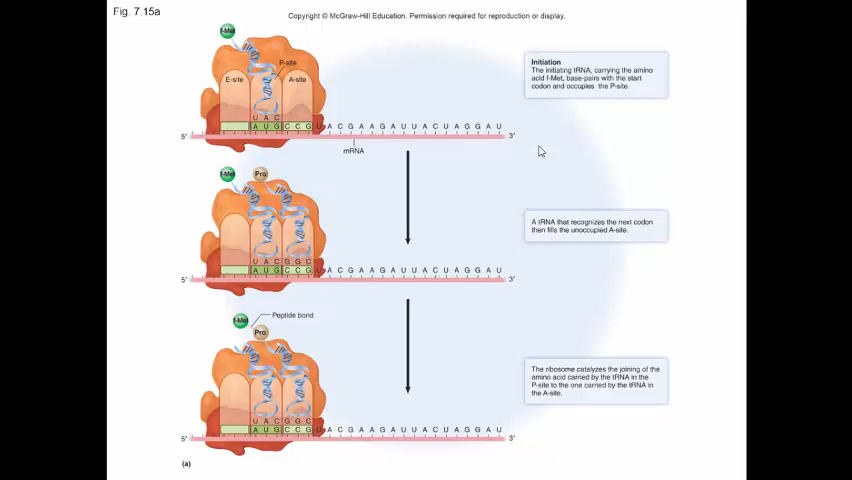 Fig. 7.15a
Copyright © McGraw-Hill Education. Permission required for reproduction or display.
f-Met
P-site
E-site
A-site
U A C
A U G C C G U A C G A A G A U U A C U A G G A U
5'
3'
mRNA
Initiation
The initiating tRNA, carrying the amino
acid f-Met, base-pairs with the start
codon and occupies the P-site.
f-Met
Pro
U A C G G C
A U G C C G U A C G A A G A U U A C U A G G A U
5'
3'
A tRNA that recognizes the next codon
then fills the unoccupied A-site.
f-Met
Peptide bond
Pro
U A C G G C
A U G C C G U A C G A A G A U U A C U A G G A U
5'
3'
The ribosome catalyzes the joining of the
amino acid carried by the tRNA in the
P-site to the one carried by the tRNA in
the A-site.
(a)